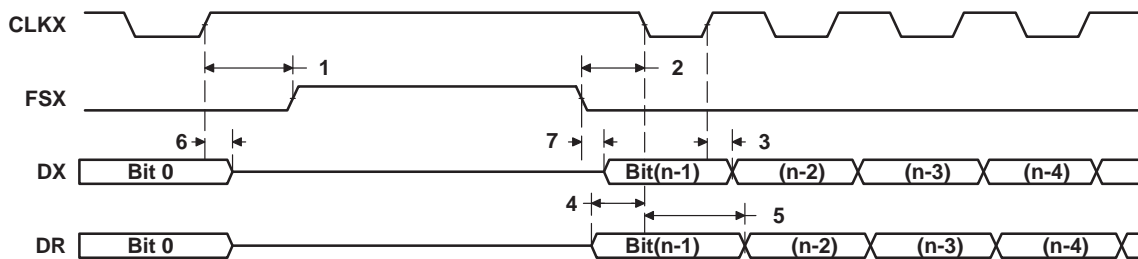 CLKX
1
2
FSX
6
7
3
DX
Bit 0
Bit(n-1)
(n-2)
(n-3)
(n-4)
4
5
DR
Bit 0
Bit(n-1)
(n-2)
(n-3)
(n-4)